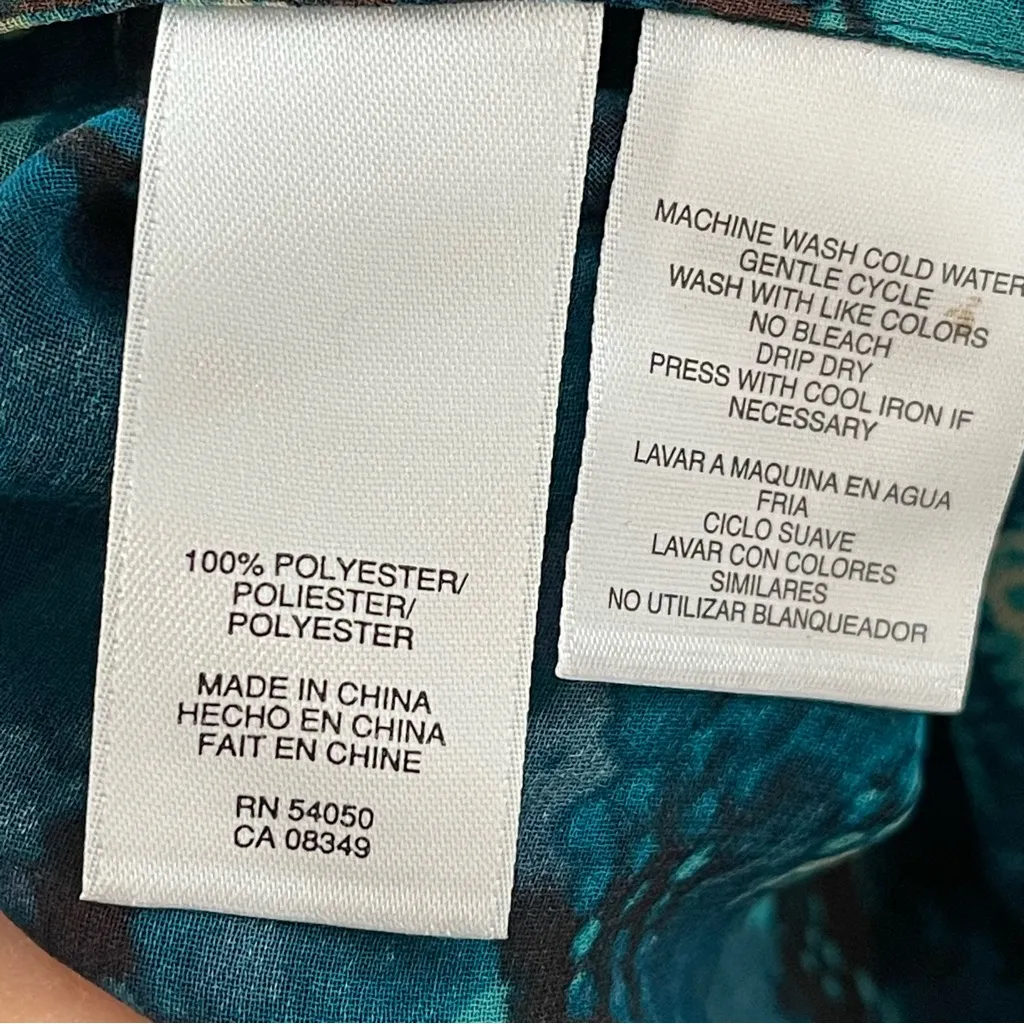 100% POLYESTER/
POLIESTER/
POLYESTER
MADE IN CHINA
HECHO EN CHINA
FAIT EN CHINE
RN 54050
CA 08349
MACHINE WASH COLD WATER
GENTLE CYCLE
WASH WITH LIKE COLORS
NO BLEACH
DRIP DRY
PRESS WITH COOL IRON IF
NECESSARY
LAVAR A MAQUINA EN AGUA
FRIA
CICLO SUAVE
LAVAR CON COLORES
SIMILARES
NO UTILIZAR BLANQUEADOR